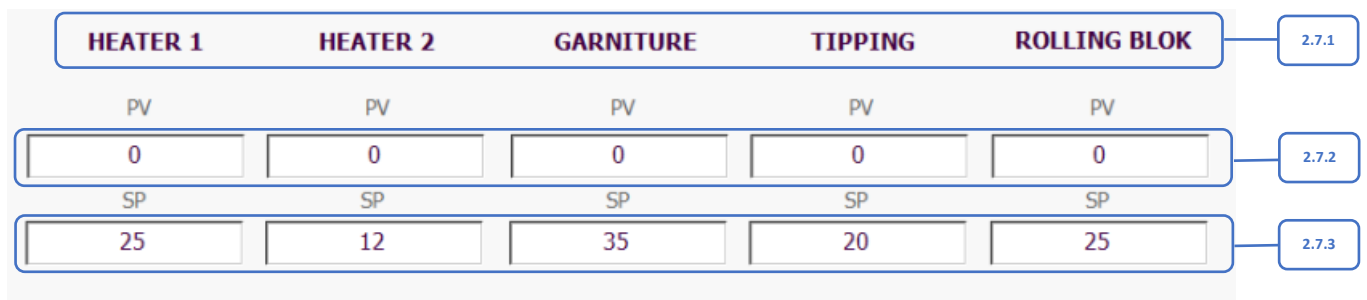 HEATER 1 HEATER 2 GARNITURE TIPPING ROLLING BLOK 2.7.1
PV PV PV PV PV
0 0 0 0 0 2.7.2
SP SP SP SP SP
25 12 35 20 25 2.7.3